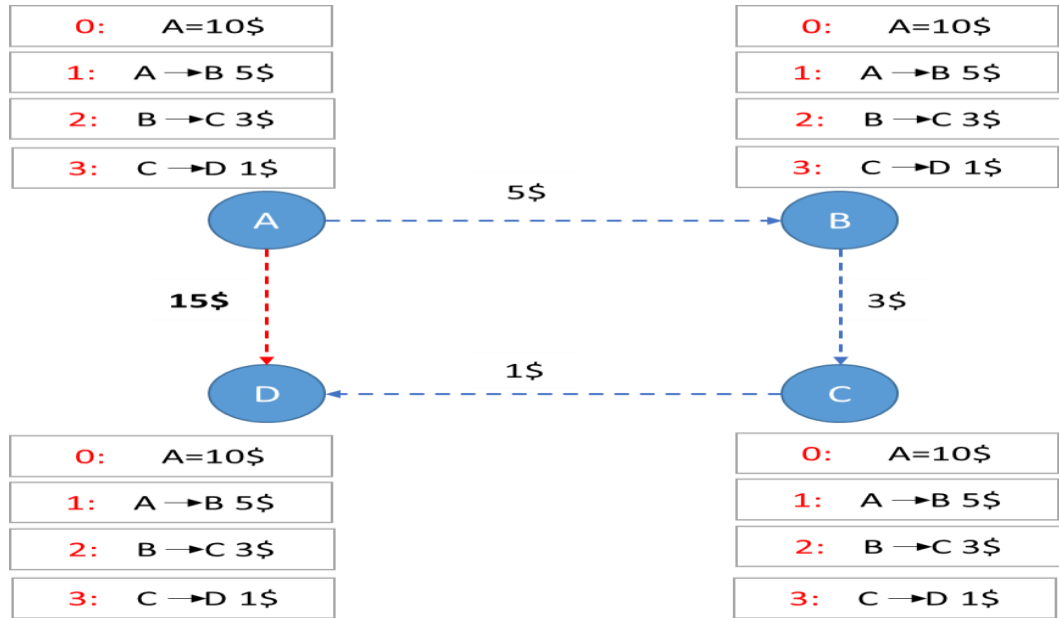 0: A=10$
1: A →B 5$
2: B →C 3$
3: C →D 1$
0: A=10$
1: A →B 5$
2: B →C 3$
3: C →D 1$
5$
A
B
15$
3$
1$
D
C
0: A=10$
1: A →B 5$
2: B →C 3$
3: C →D 1$
0: A=10$
1: A →B 5$
2: B →C 3$
3: C →D 1$